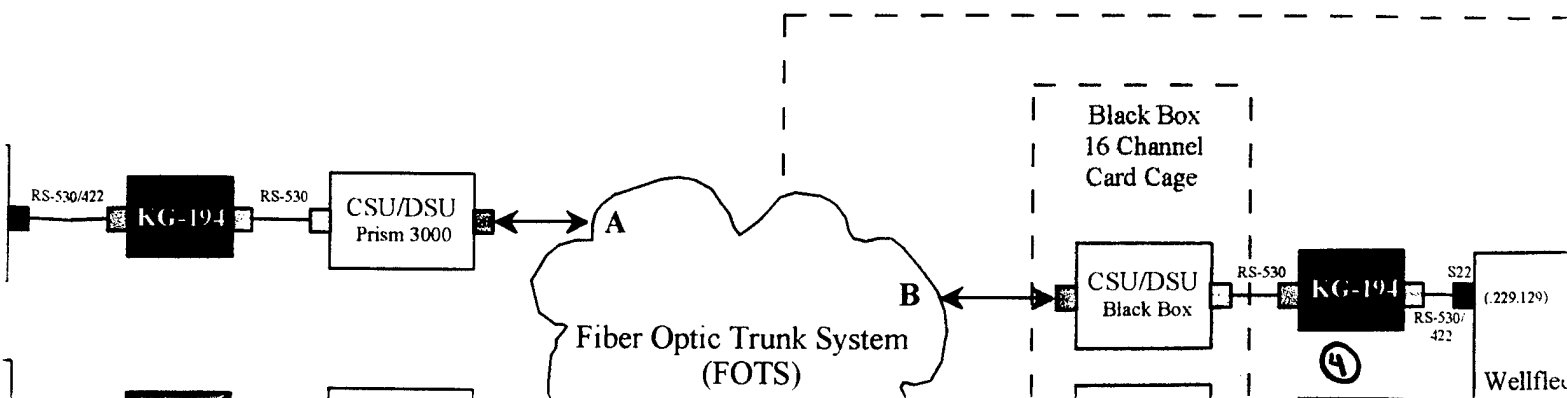 Black Box
16 Channel
Card Cage
RS-530/422
KG-194
RS-530
CSU/DSU
Prism 3000
A
B
CSU/DSU
Black Box
RS-530
KG-194
S22
RS-530/
422
(.229.129)
Fiber Optic Trunk System
(FOTS)
4